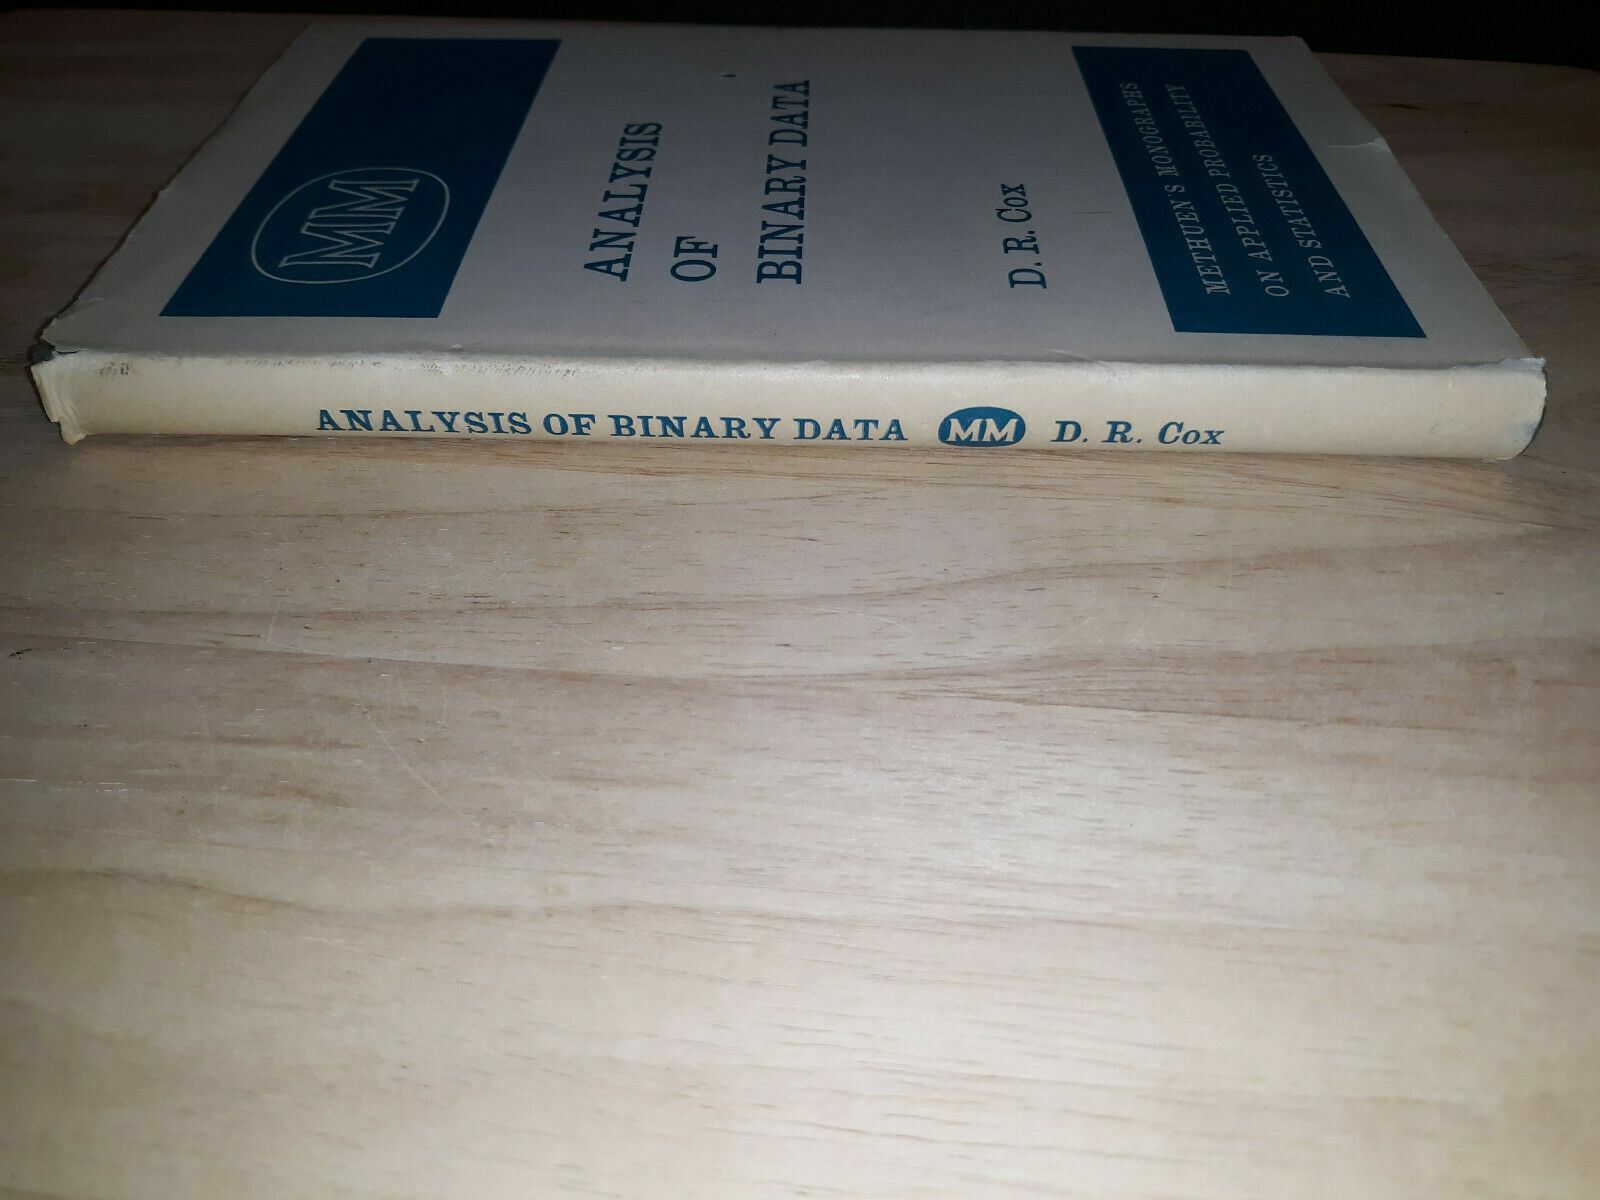 MM
ANALYSIS
OF
BINARY DATA
D. R. Cox
METHUEN'S MONOGRAPHS
ON APPLIED PROBABILITY
AND STATISTICS
ANALYSIS OF BINARY DATA MM D. R. Cox